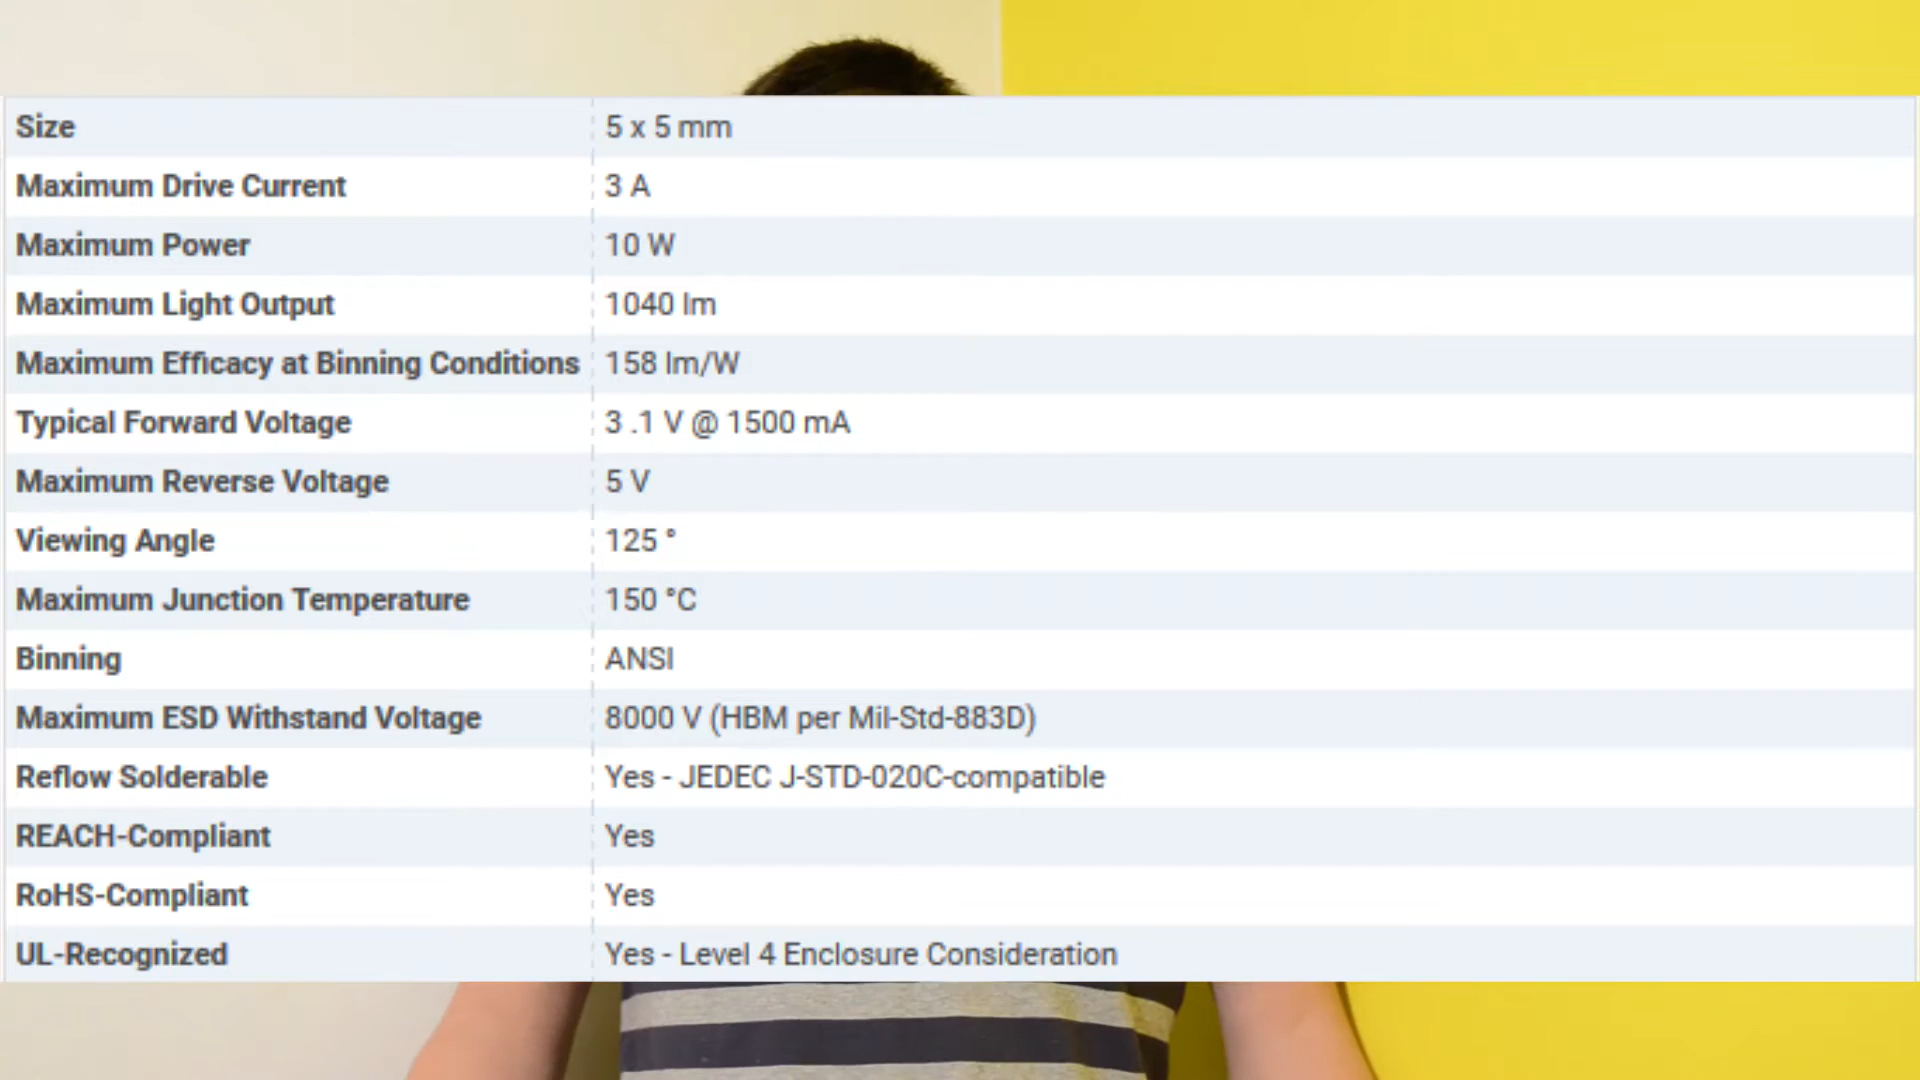 Size 5 x 5 mm
Maximum Drive Current 3 A
Maximum Power 10 W
Maximum Light Output 1040 lm
Maximum Efficacy at Binning Conditions 158 lm/W
Typical Forward Voltage 3 .1 V @ 1500 mA
Maximum Reverse Voltage 5 V
Viewing Angle 125 °
Maximum Junction Temperature 150 °C
Binning ANSI
Maximum ESD Withstand Voltage 8000 V (HBM per Mil-Std-883D)
Reflow Solderable Yes - JEDEC J-STD-020C-compatible
REACH-Compliant Yes
RoHS-Compliant Yes
UL-Recognized Yes - Level 4 Enclosure Consideration